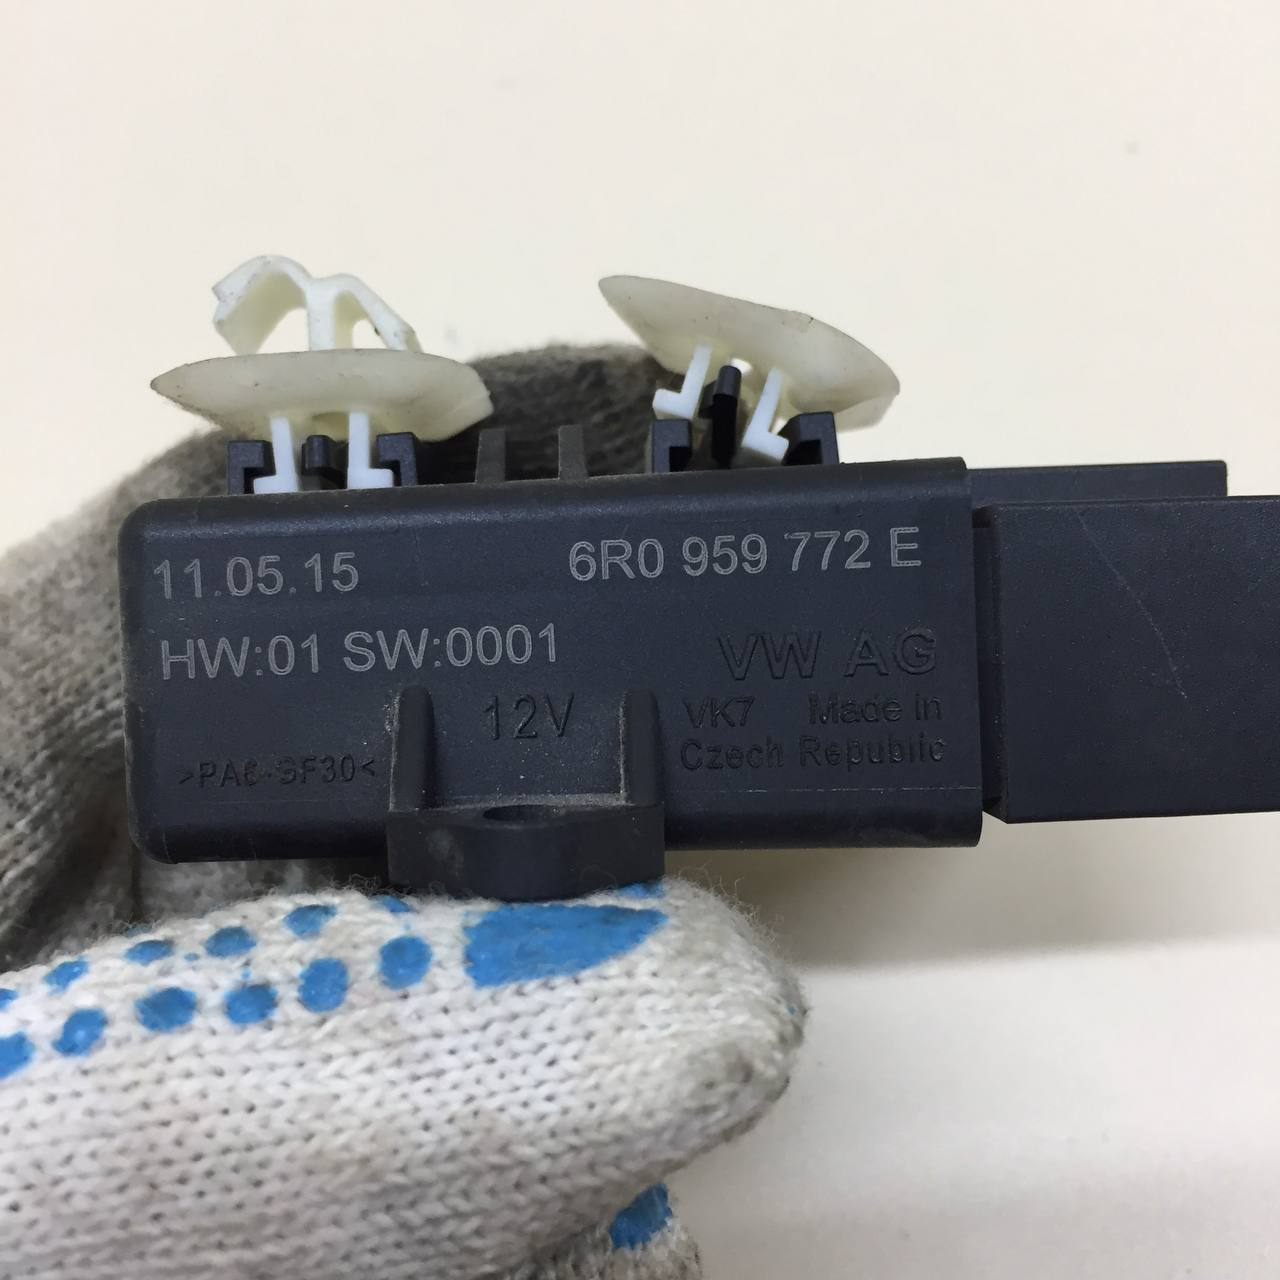 11.05.15 6R0 959 772 E
HW:01 SW:0001 VW AG
12V VK7 Made in
>PA6-GF30< Czech Republic